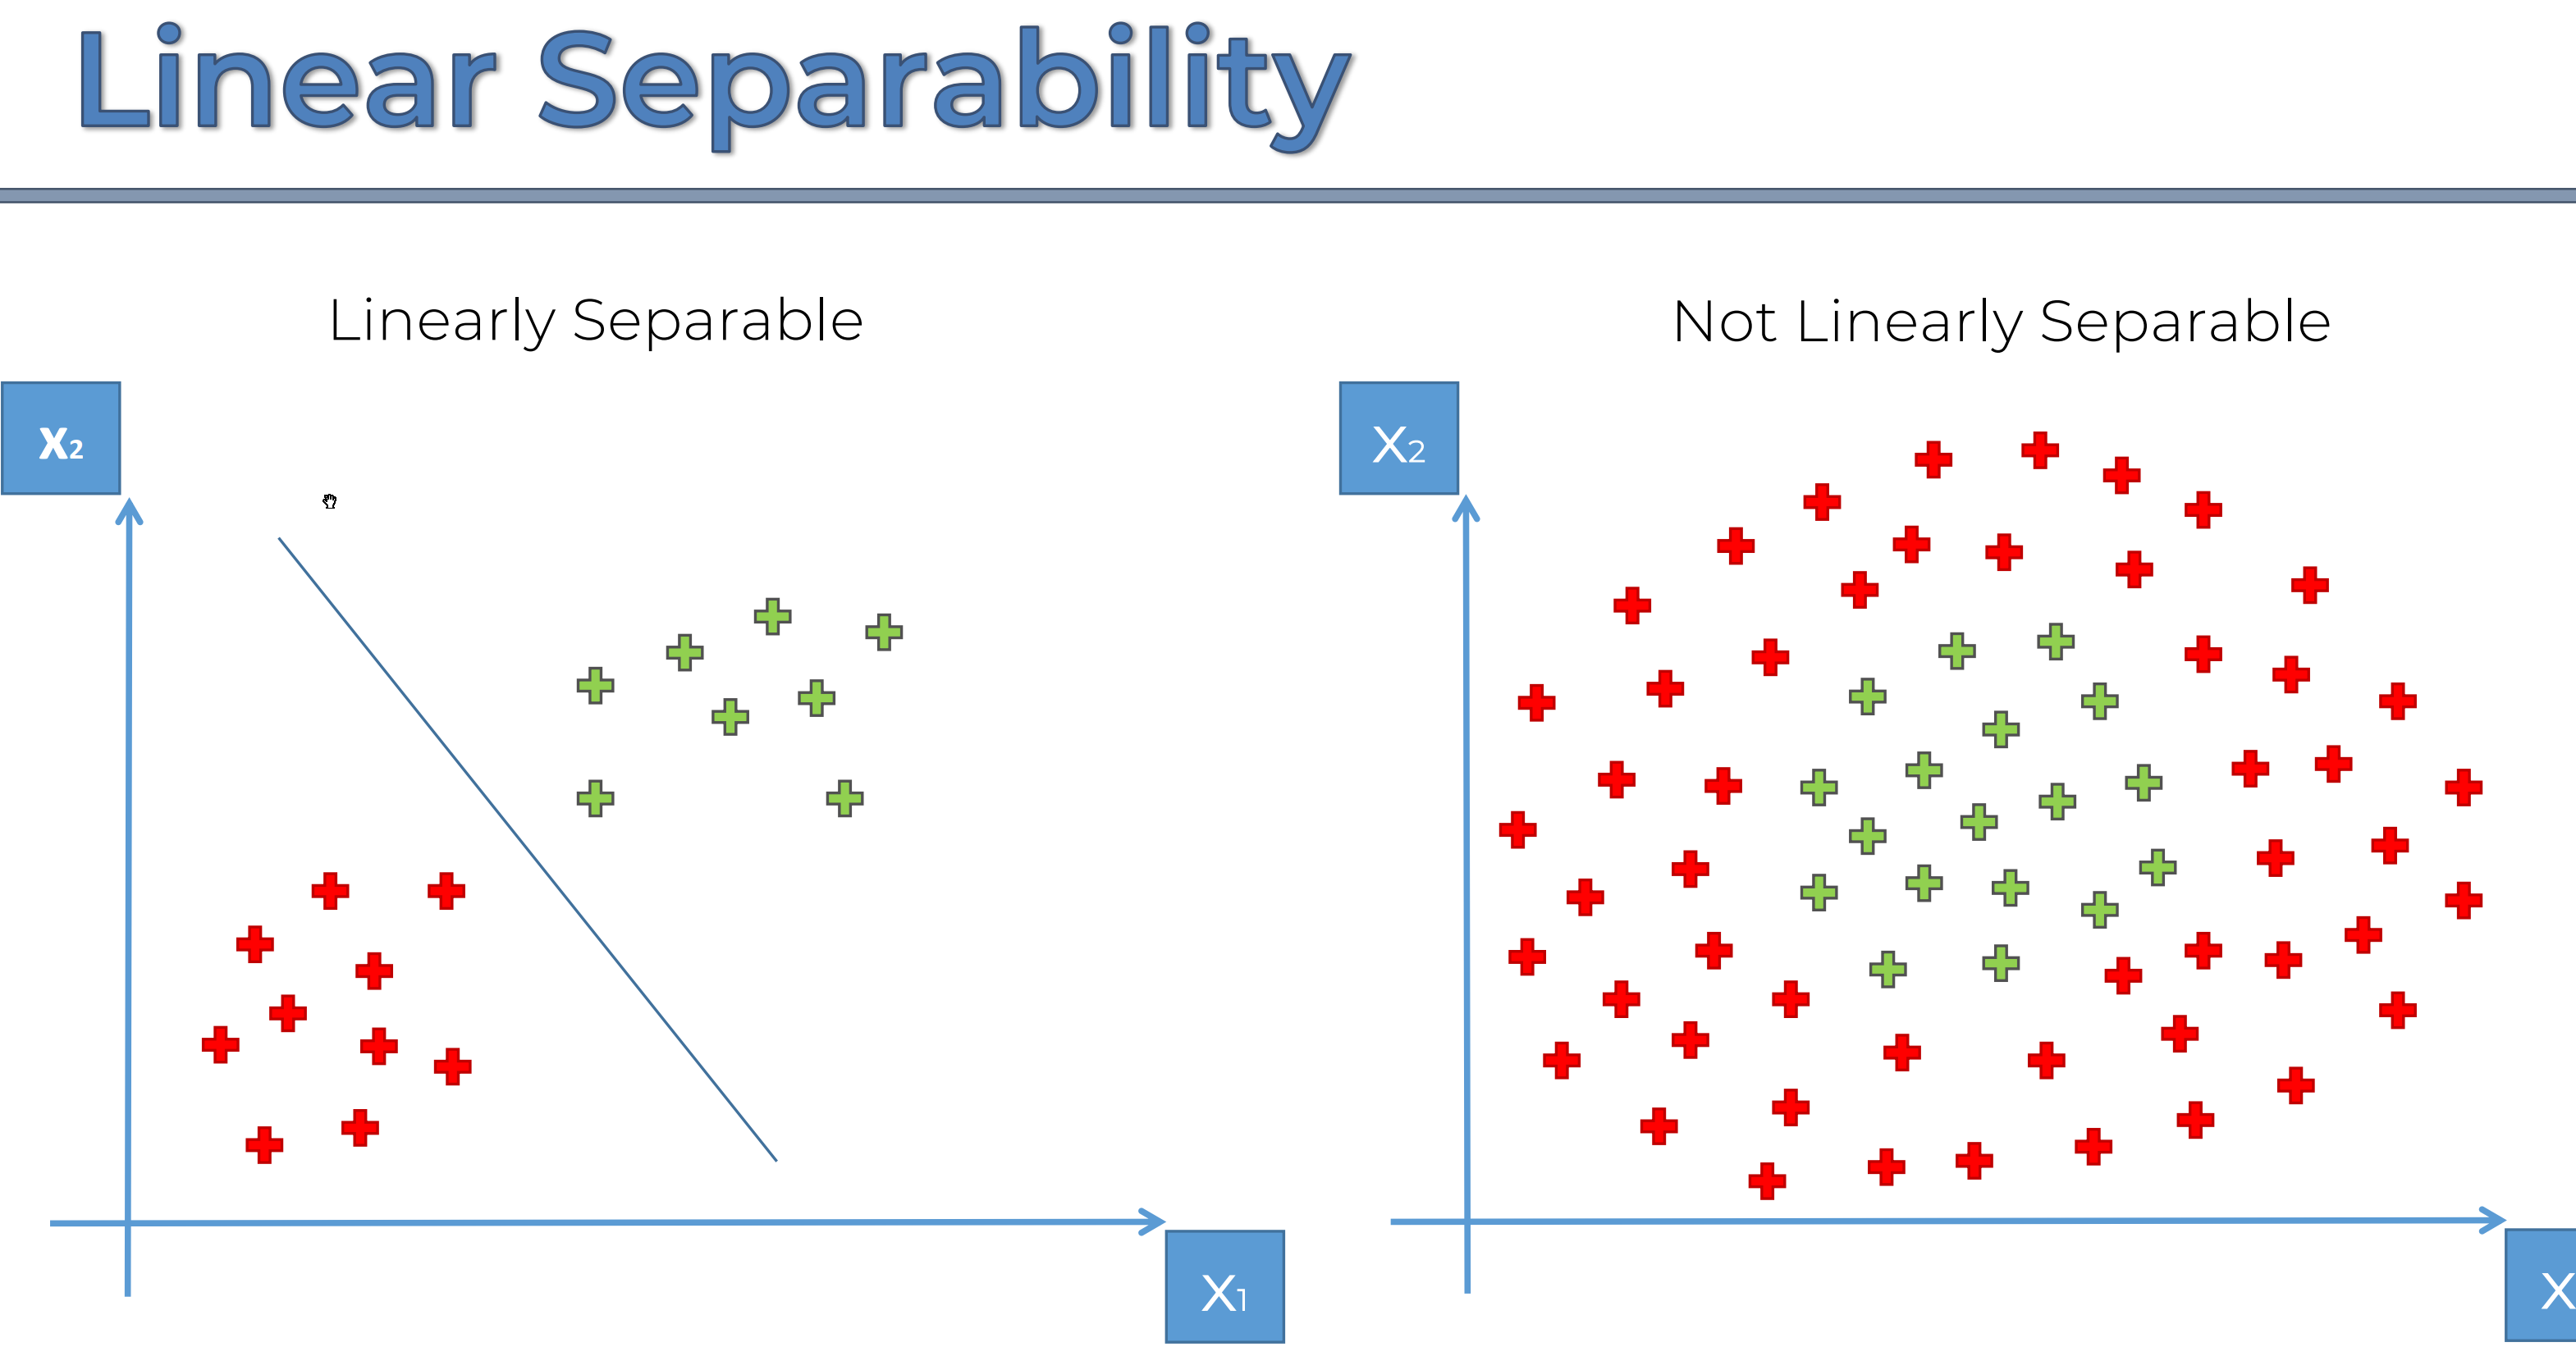 Linear Separability
Linearly Separable
Not Linearly Separable
x₂
X₂
X₁
X